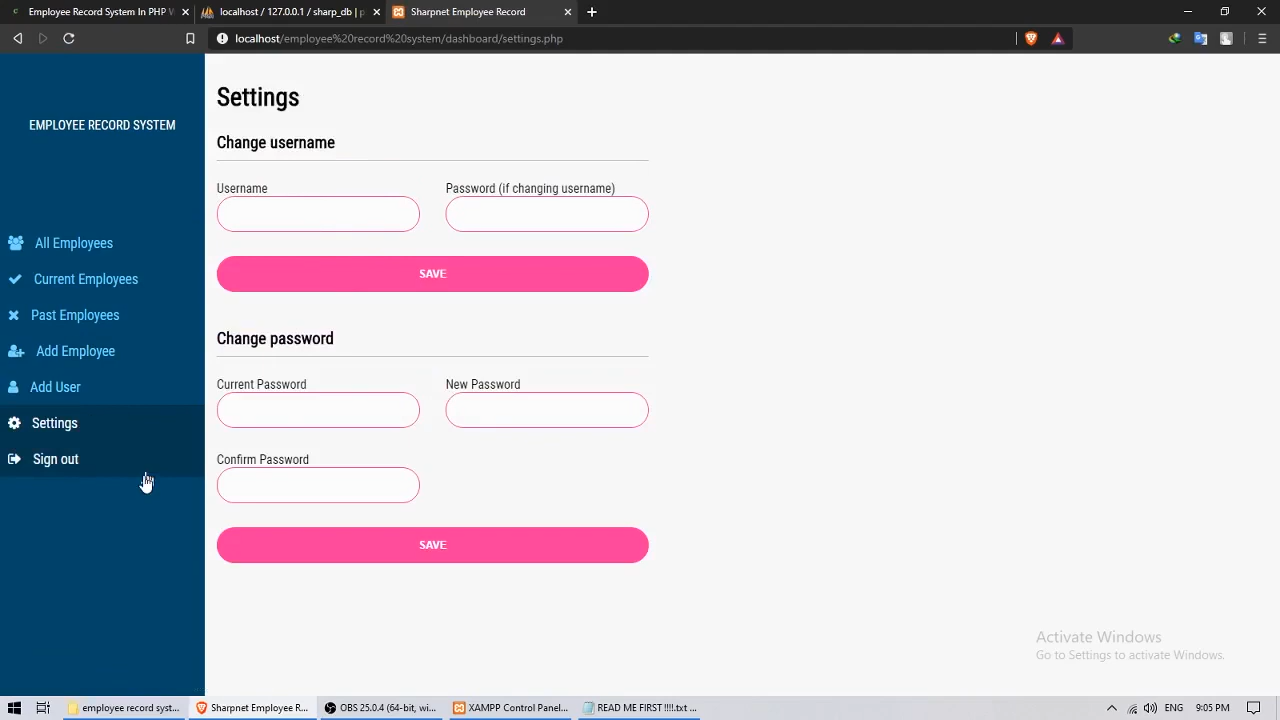 Employee System In PHP W
localhost / 127.0.0.1 / sharp_db | p
Sharpnet Employee Record
localhost/employee%20record%20system/dashboard/settings.php
EMPLOYEE RECORD SYSTEM
All Employees
Current Employees
Past Employees
Add Employee
Add User
Settings
Sign out
Settings
Change username
Username
Password (if changing username)
SAVE
Change password
Current Password
New Password
Confirm Password
SAVE
Activate Windows
Go to Settings to activate Windows.
employee record syst...
Sharpnet Employee R...
OBS 25.0.4 (64-bit, wi...
XAMPP Control Panel...
READ ME FIRST !!!!.txt ...
ENG
9:05 PM